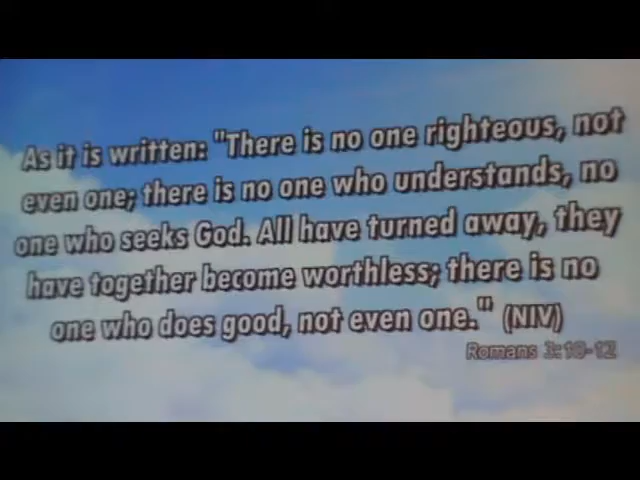 As it is written: "There is no one righteous, not
even one; there is no one who understands, no
one who seeks God. All have turned away, they
have together become worthless; there is no
one who does good, not even one." (NIV)
Romans 3:10-12